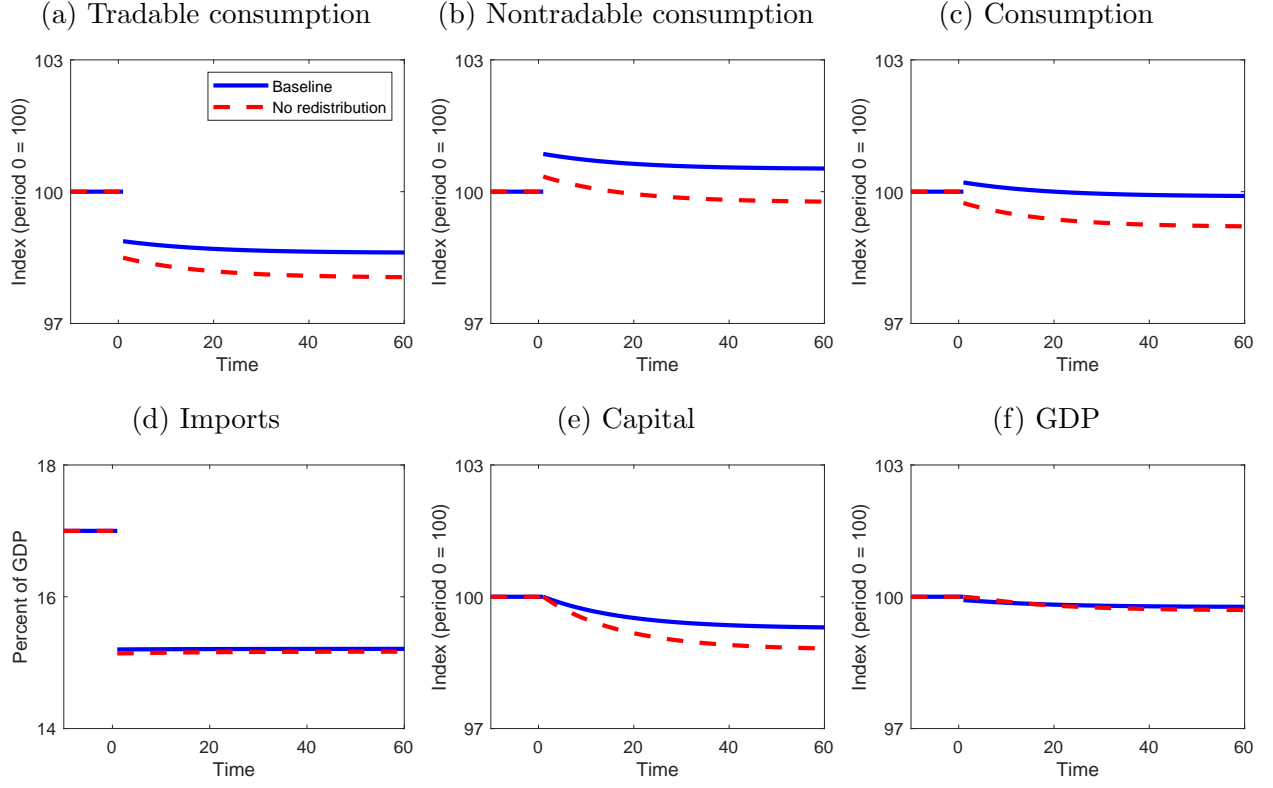 (a) Tradable consumption
103
100
97
Index (period 0 = 100)
0 20 40 60
Time
Baseline
No redistribution
(b) Nontradable consumption
103
100
97
Index (period 0 = 100)
0 20 40 60
Time
(c) Consumption
103
100
97
Index (period 0 = 100)
0 20 40 60
Time
(d) Imports
18
16
14
Percent of GDP
0 20 40 60
Time
(e) Capital
103
100
97
Index (period 0 = 100)
0 20 40 60
Time
(f) GDP
103
100
97
Index (period 0 = 100)
0 20 40 60
Time